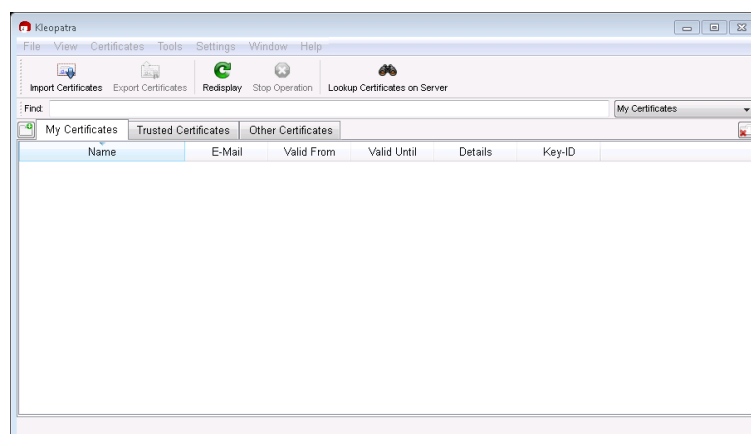 Kleopatra
File View Certificates Tools Settings Window Help
Import Certificates Export Certificates Redisplay Stop Operation Lookup Certificates on Server
Find: My Certificates
My Certificates Trusted Certificates Other Certificates
Name E-Mail Valid From Valid Until Details Key-ID